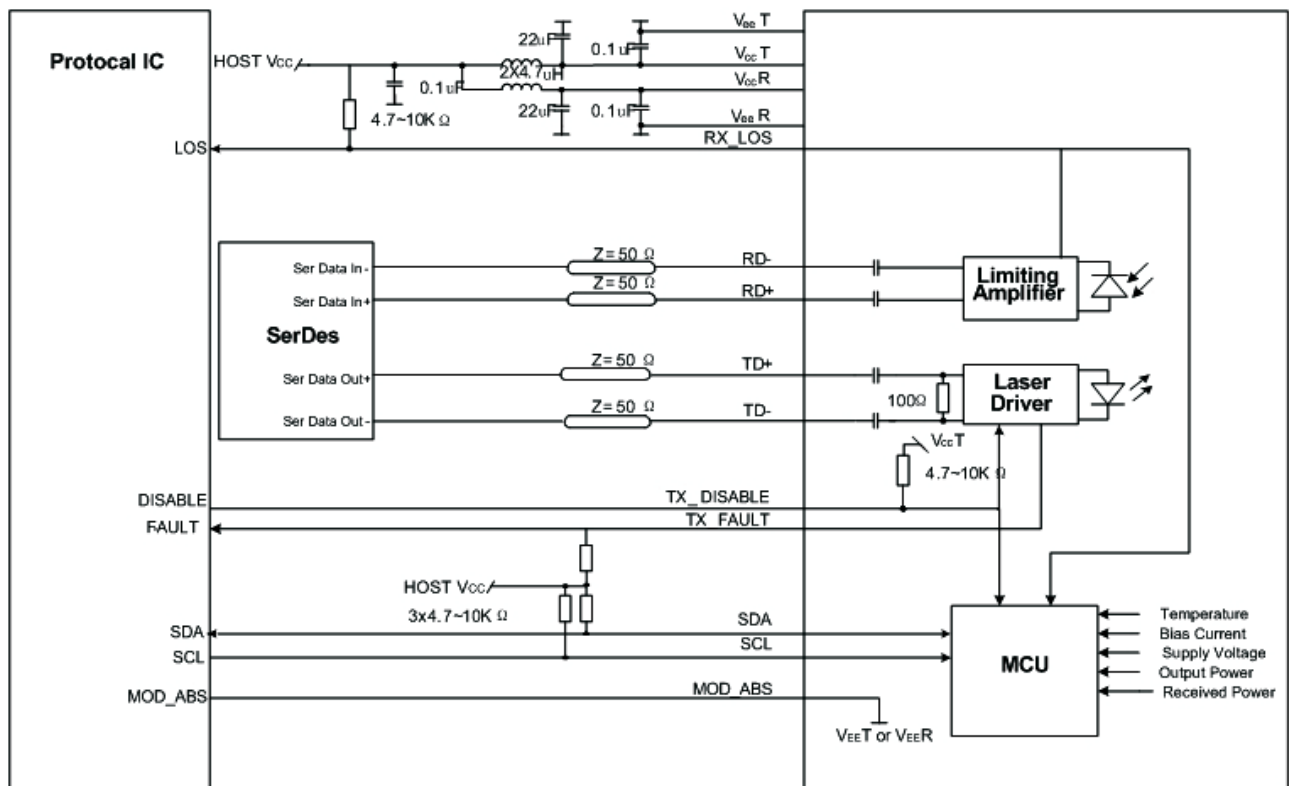 Protocal IC
HOST Vcc
22uF
0.1uF
VeeT
VccT
2X4.7uH
0.1uF
VccR
22uF
0.1uF
VeeR
4.7~10K Ω
LOS
RX_LOS
SerDes
Ser Data In-
Z=50 Ω
RD-
Ser Data In+
Z=50 Ω
RD+
Limiting
Amplifier
Ser Data Out+
Z=50 Ω
TD+
Ser Data Out-
Z=50 Ω
TD-
100Ω
Laser
Driver
VccT
4.7~10K Ω
DISABLE
TX_DISABLE
FAULT
TX FAULT
HOST Vcc
3x4.7~10K Ω
SDA
SDA
SCL
SCL
MCU
Temperature
Bias Current
Supply Voltage
Output Power
Received Power
MOD_ABS
MOD_ABS
VEET or VEER